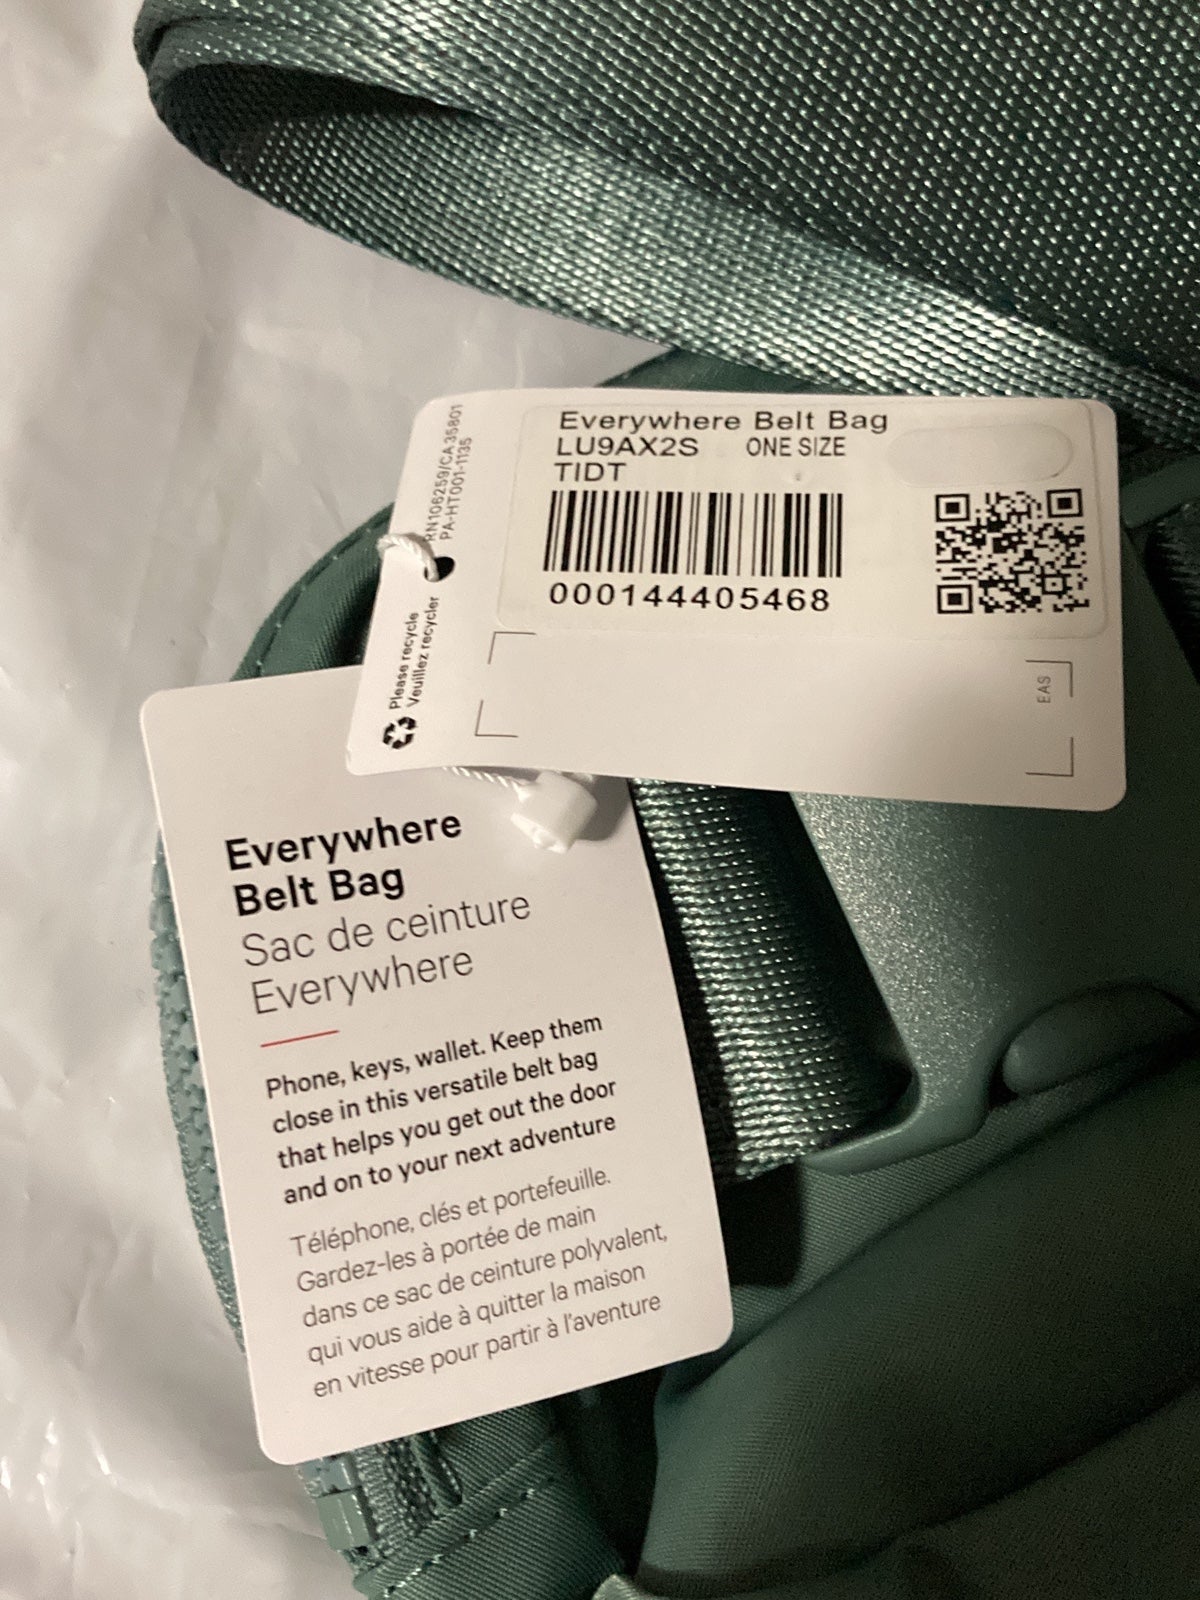 Everywhere Belt Bag
LU9AX2S ONE SIZE
TIDT
000144405468
RN106259/CA35801
PA-HT001-1135
Please recycle
Veuillez recycler
EAS
Everywhere
Belt Bag
Sac de ceinture
Everywhere
Phone, keys, wallet. Keep them
close in this versatile belt bag
that helps you get out the door
and on to your next adventure
Téléphone, clés et portefeuille.
Gardez-les à portée de main
dans ce sac de ceinture polyvalent,
qui vous aide à quitter la maison
en vitesse pour partir à l'aventure